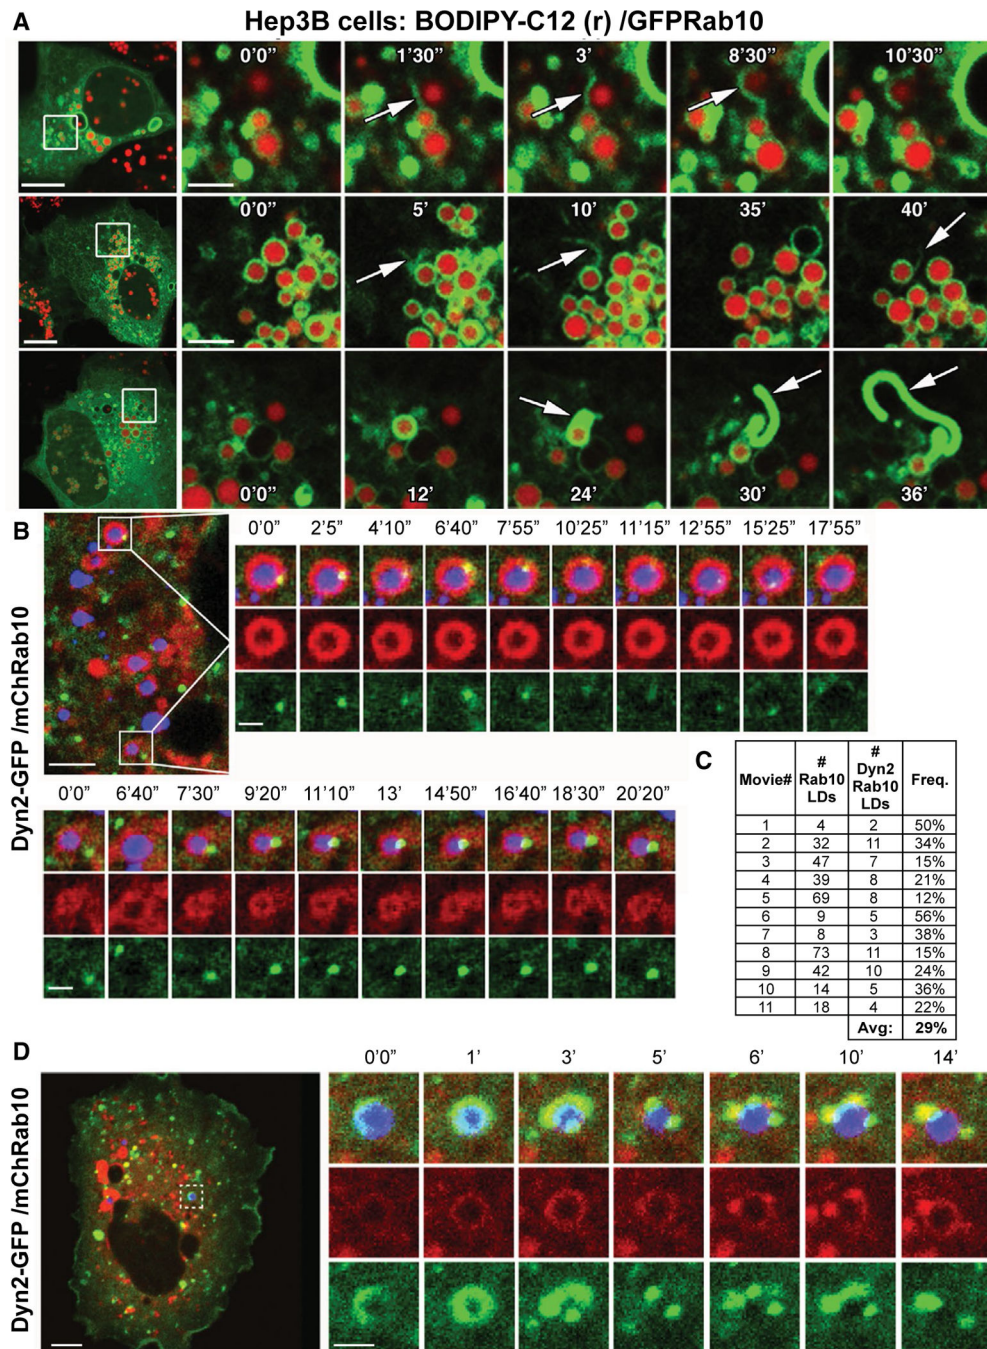 A
Hep3B cells: BODIPY-C12 (r) /GFPRab10
0'0" 1'30" 3' 8'30" 10'30"
0'0" 5' 10' 35' 40'
0'0" 12' 24' 30' 36'
B
Dyn2-GFP /mChRab10
0'0" 2'5" 4'10" 6'40" 7'55" 10'25" 11'15" 12'55" 15'25" 17'55"
0'0" 6'40" 7'30" 9'20" 11'10" 13' 14'50" 16'40" 18'30" 20'20"
C
Movie# # Rab10 LDs # Dyn2 Rab10 LDs Freq.
1 4 2 50%
2 32 11 34%
3 47 7 15%
4 39 8 21%
5 69 8 12%
6 9 5 56%
7 8 3 38%
8 73 11 15%
9 42 10 24%
10 14 5 36%
11 18 4 22%
Avg: 29%
D
Dyn2-GFP /mChRab10
0'0" 1' 3' 5' 6' 10' 14'